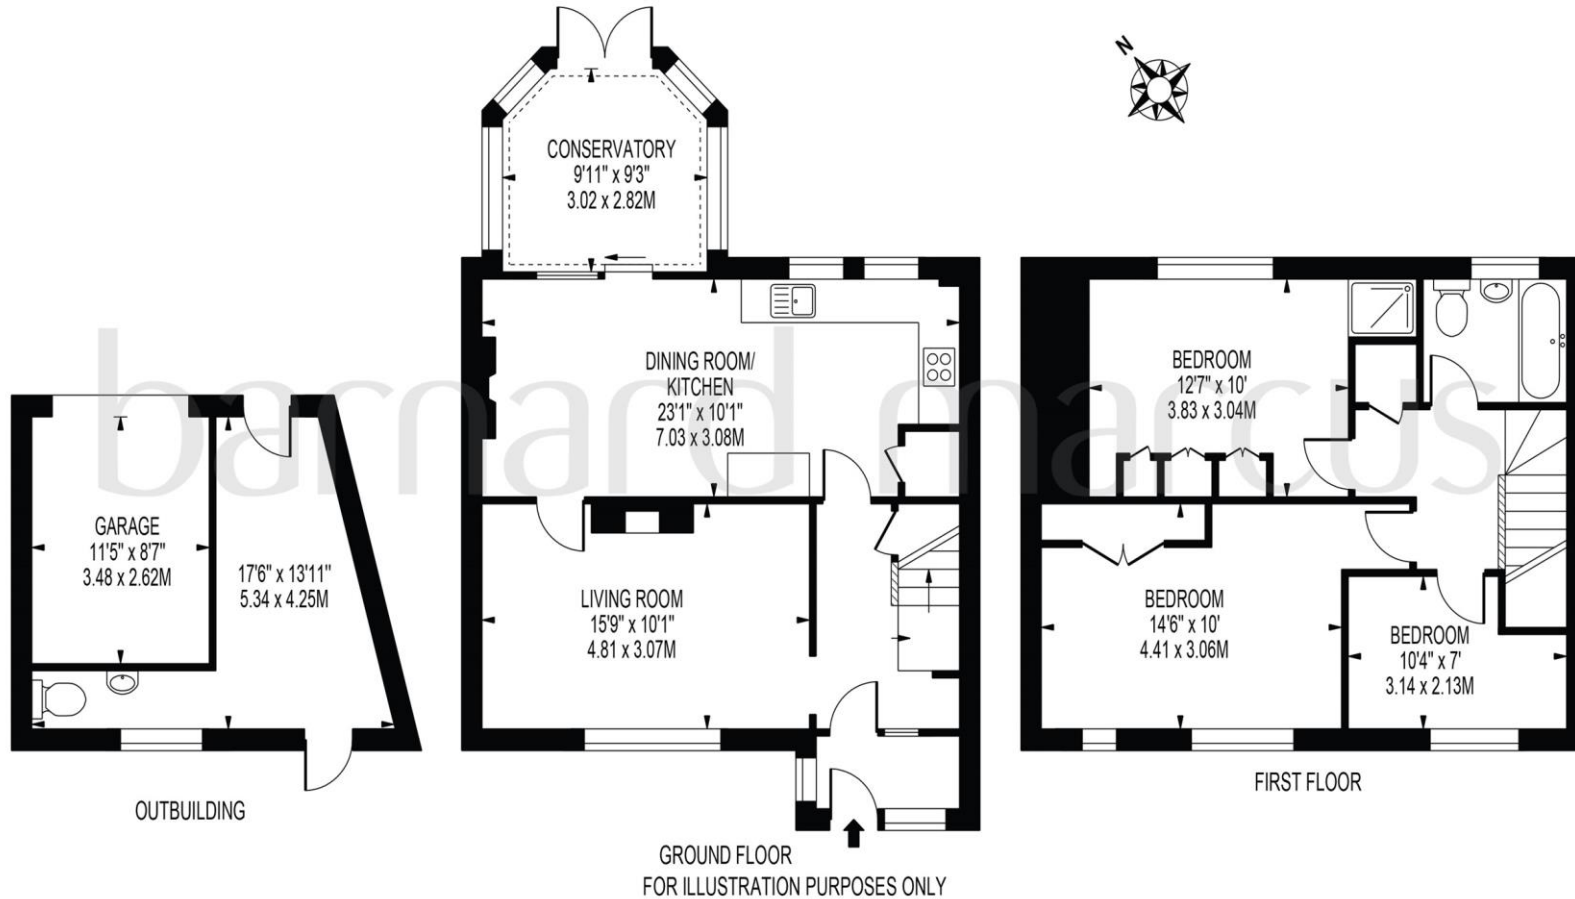 N
CONSERVATORY
9'11" x 9'3"
3.02 x 2.82M
DINING ROOM/
KITCHEN
23'1" x 10'1"
7.03 x 3.08M
BEDROOM
12'7" x 10'
3.83 x 3.04M
barnard marcus
GARAGE
11'5" x 8'7"
3.48 x 2.62M
17'6" x 13'11"
5.34 x 4.25M
LIVING ROOM
15'9" x 10'1"
4.81 x 3.07M
BEDROOM
14'6" x 10'
4.41 x 3.06M
BEDROOM
10'4" x 7'
3.14 x 2.13M
OUTBUILDING
FIRST FLOOR
GROUND FLOOR
FOR ILLUSTRATION PURPOSES ONLY